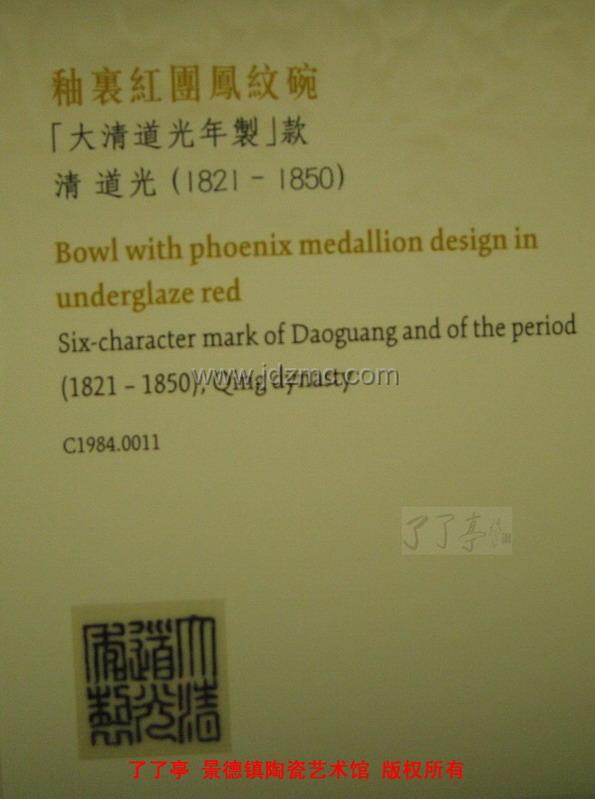 釉裏紅團鳳紋碗
「大清道光年製」款
清 道光 (1821 - 1850)
Bowl with phoenix medallion design in
underglaze red
Six-character mark of Daoguang and of the period
(1821 – 1850), Qing dynasty
www.jdzmc.com
C1984.0011
了了亭
大清
道光
年製
了了亭 景德镇陶瓷艺术馆 版权所有